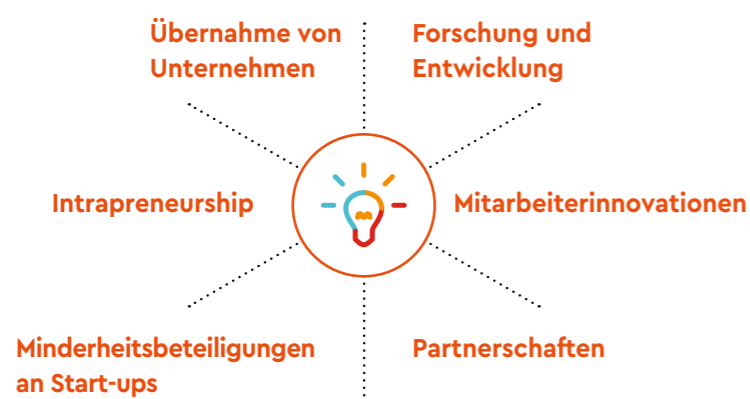 Übernahme von
Unternehmen
Forschung und
Entwicklung
Intrapreneurship
Mitarbeiterinnovationen
Minderheitsbeteiligungen
an Start-ups
Partnerschaften